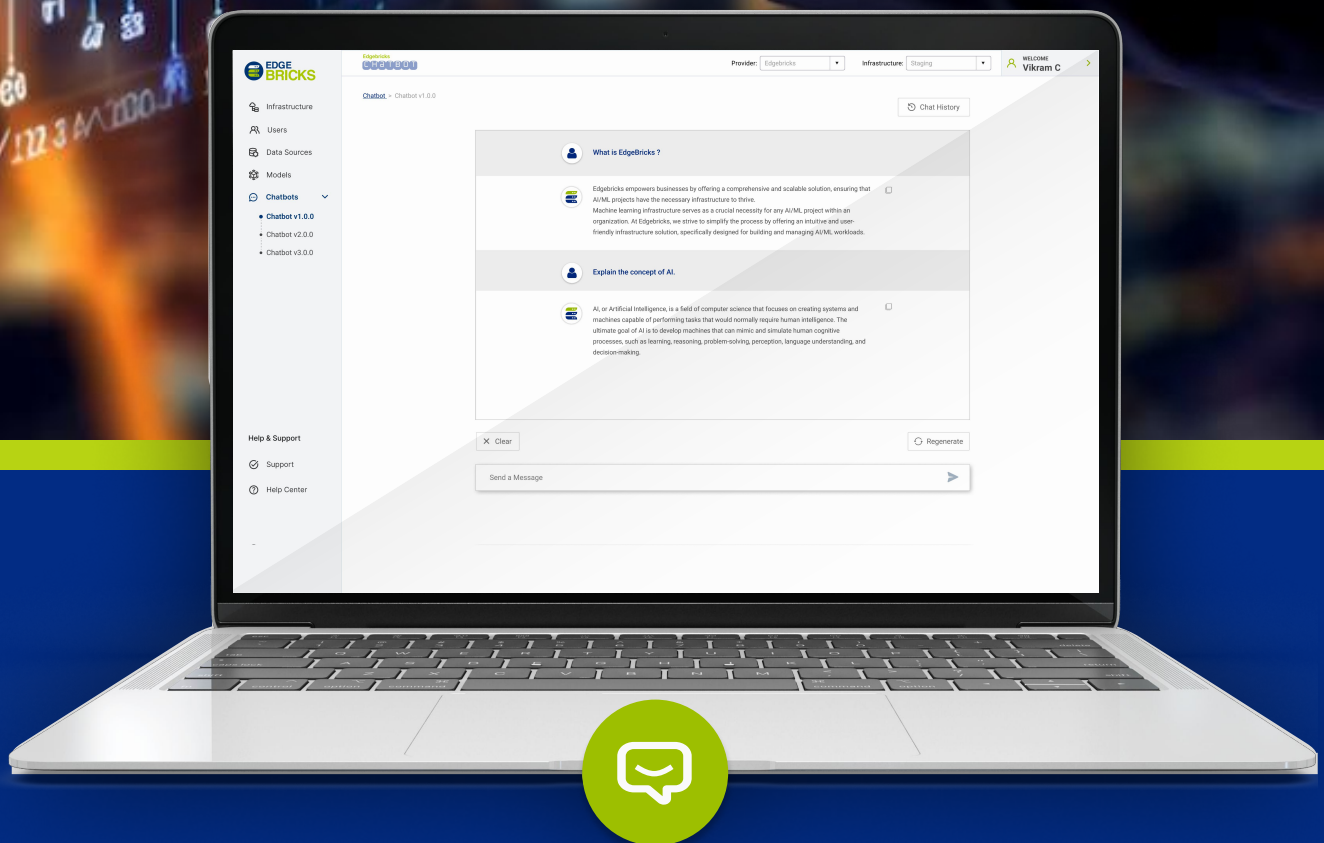 EDGE
BRICKS
Edgebricks
Provider:
Edgebricks
Infrastructure:
Staging
WELCOME
Vikram C
Infrastructure
Users
Data Sources
Models
Chatbots
Chatbot v1.0.0
Chatbot v2.0.0
Chatbot v3.0.0
Help & Support
Support
Help Center
Chatbot
Chatbot v1.0.0
Chat History
What is EdgeBricks ?
Edgebricks empowers businesses by offering a comprehensive and scalable solution, ensuring that
AI/ML projects have the necessary infrastructure to thrive.
Machine learning infrastructure serves as a crucial necessity for any AI/ML project within an
organization. At Edgebricks, we strive to simplify the process by offering an intuitive and user-
friendly infrastructure solution, specifically designed for building and managing AI/ML workloads.
Explain the concept of AI.
AI, or Artificial Intelligence, is a field of computer science that focuses on creating systems and
machines capable of performing tasks that would normally require human intelligence. The
ultimate goal of AI is to develop machines that can mimic and simulate human cognitive
processes, such as learning, reasoning, problem-solving, perception, language understanding, and
decision-making.
Clear
Regenerate
Send a Message